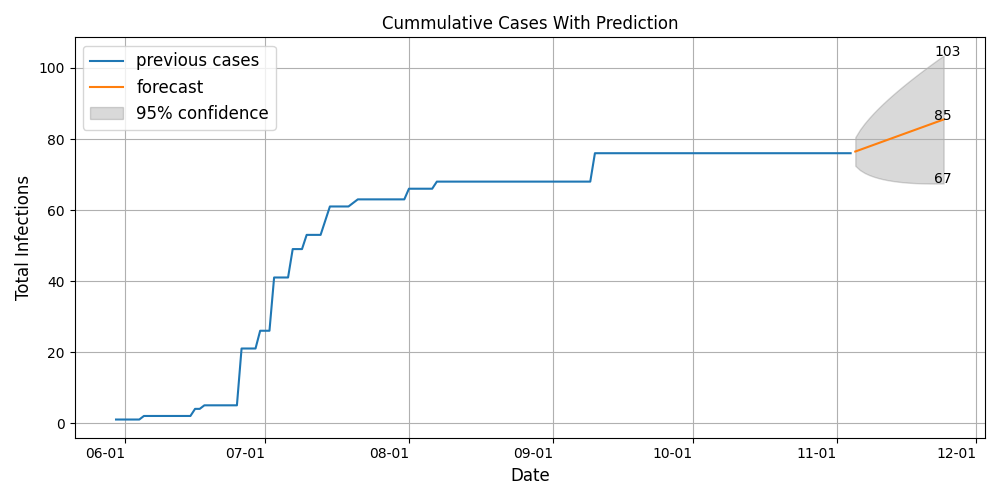 Cummulative Cases With Prediction
previous cases
forecast
95% confidence
103
85
67
100
80
60
40
20
0
Total Infections
06-01 07-01 08-01 09-01 10-01 11-01 12-01
Date